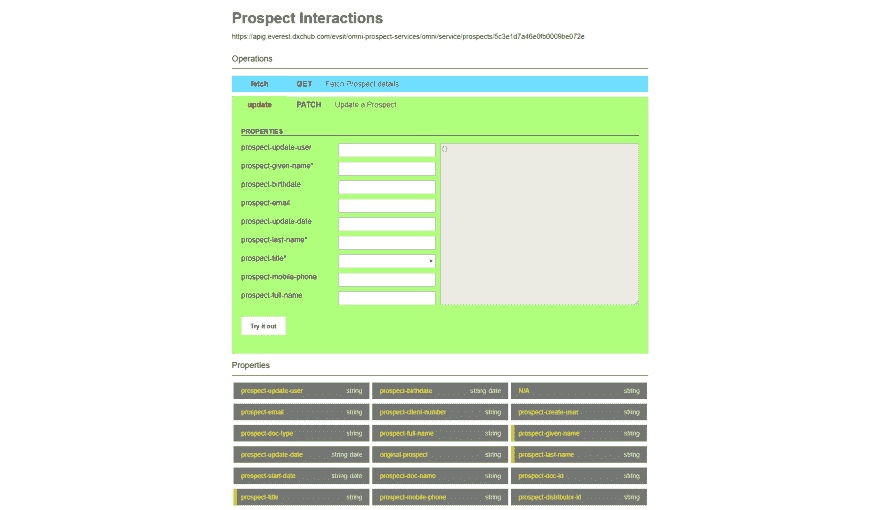 Prospect Interactions
https://apig.everest.dxchub.com/evsit/omni-prospect-services/omni/service/prospects/5c3e1d7a46e0fb0009be072e
Operations
fetch GET Fetch Prospect details
update PATCH Update a Prospect
PROPERTIES
prospect-update-user
{}
prospect-given-name*
prospect-birthdate
prospect-email
prospect-update-date
prospect-last-name*
prospect-title*
prospect-mobile-phone
prospect-full-name
Try it out
Properties
prospect-update-user string prospect-birthdate string date N/A string
prospect-email string prospect-client-number string prospect-create-user string
prospect-doc-type string prospect-full-name string prospect-given-name string
prospect-update-date string date original-prospect string prospect-last-name string
prospect-start-date string date prospect-doc-name string prospect-doc-id string
prospect-title string prospect-mobile-phone string prospect-distributor-id string